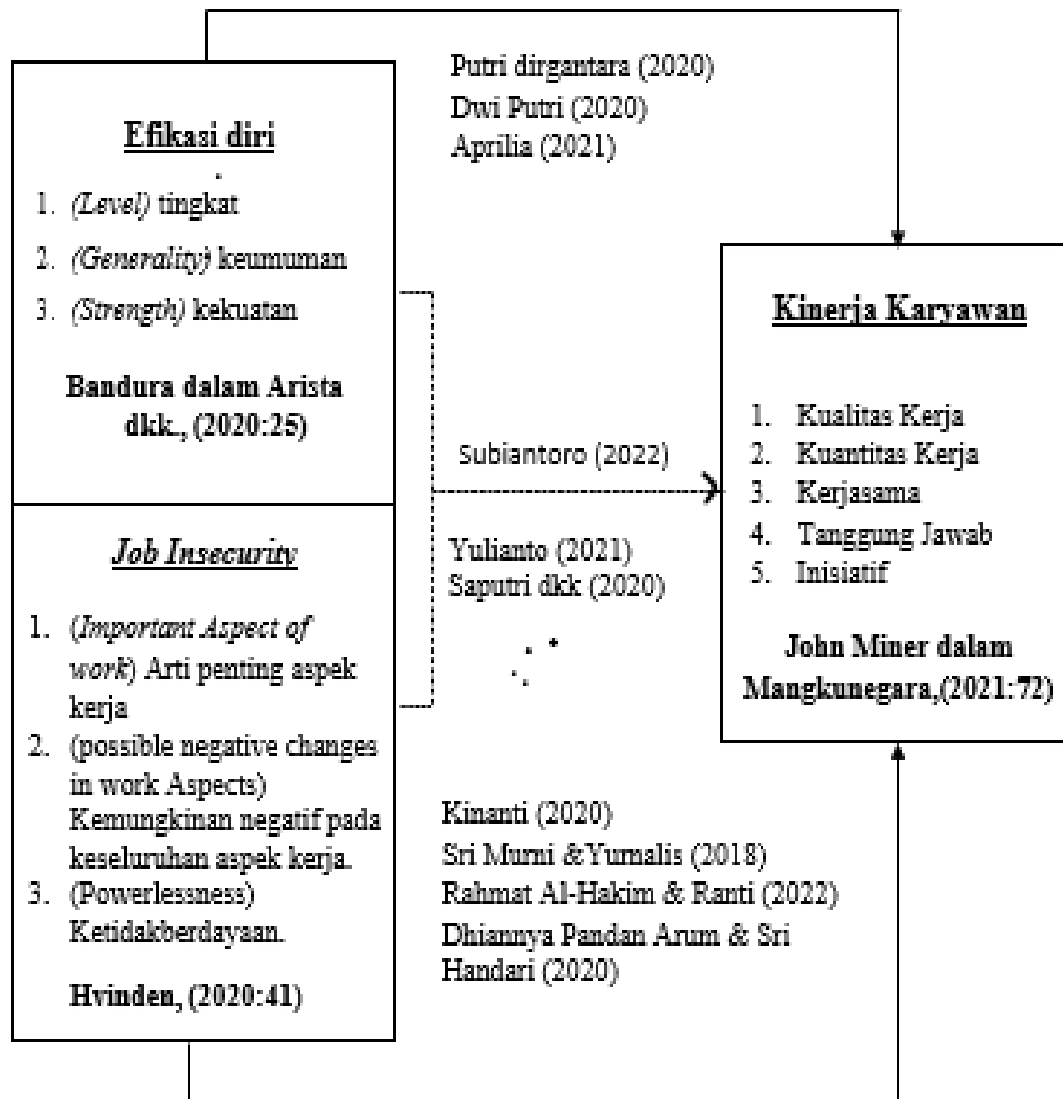 Putri dirgantara (2020)
Dwi Putri (2020)
Aprilia (2021)
Efikasi diri
1. (Level) tingkat
2. (Generality) keumuman
3. (Strength) kekuatan
Bandura dalam Arista
dkk., (2020:25)
Subiantoro (2022)
Yulianto (2021)
Saputri dkk (2020)
Job Insecurity
1. (Important Aspect of
work) Arti penting aspek
kerja
2. (possible negative changes
in work Aspects)
Kemungkinan negatif pada
keseluruhan aspek kerja.
3. (Powerlessness)
Ketidakberdayaan.
Hvinden, (2020:41)
Kinanti (2020)
Sri Murni &Yurnalis (2018)
Rahmat Al-Hakim & Ranti (2022)
Dhiannya Pandan Arum & Sri
Handari (2020)
Kinerja Karyawan
1. Kualitas Kerja
2. Kuantitas Kerja
3. Kerjasama
4. Tanggung Jawab
5. Inisiatif
John Miner dalam
Mangkunegara,(2021:72)